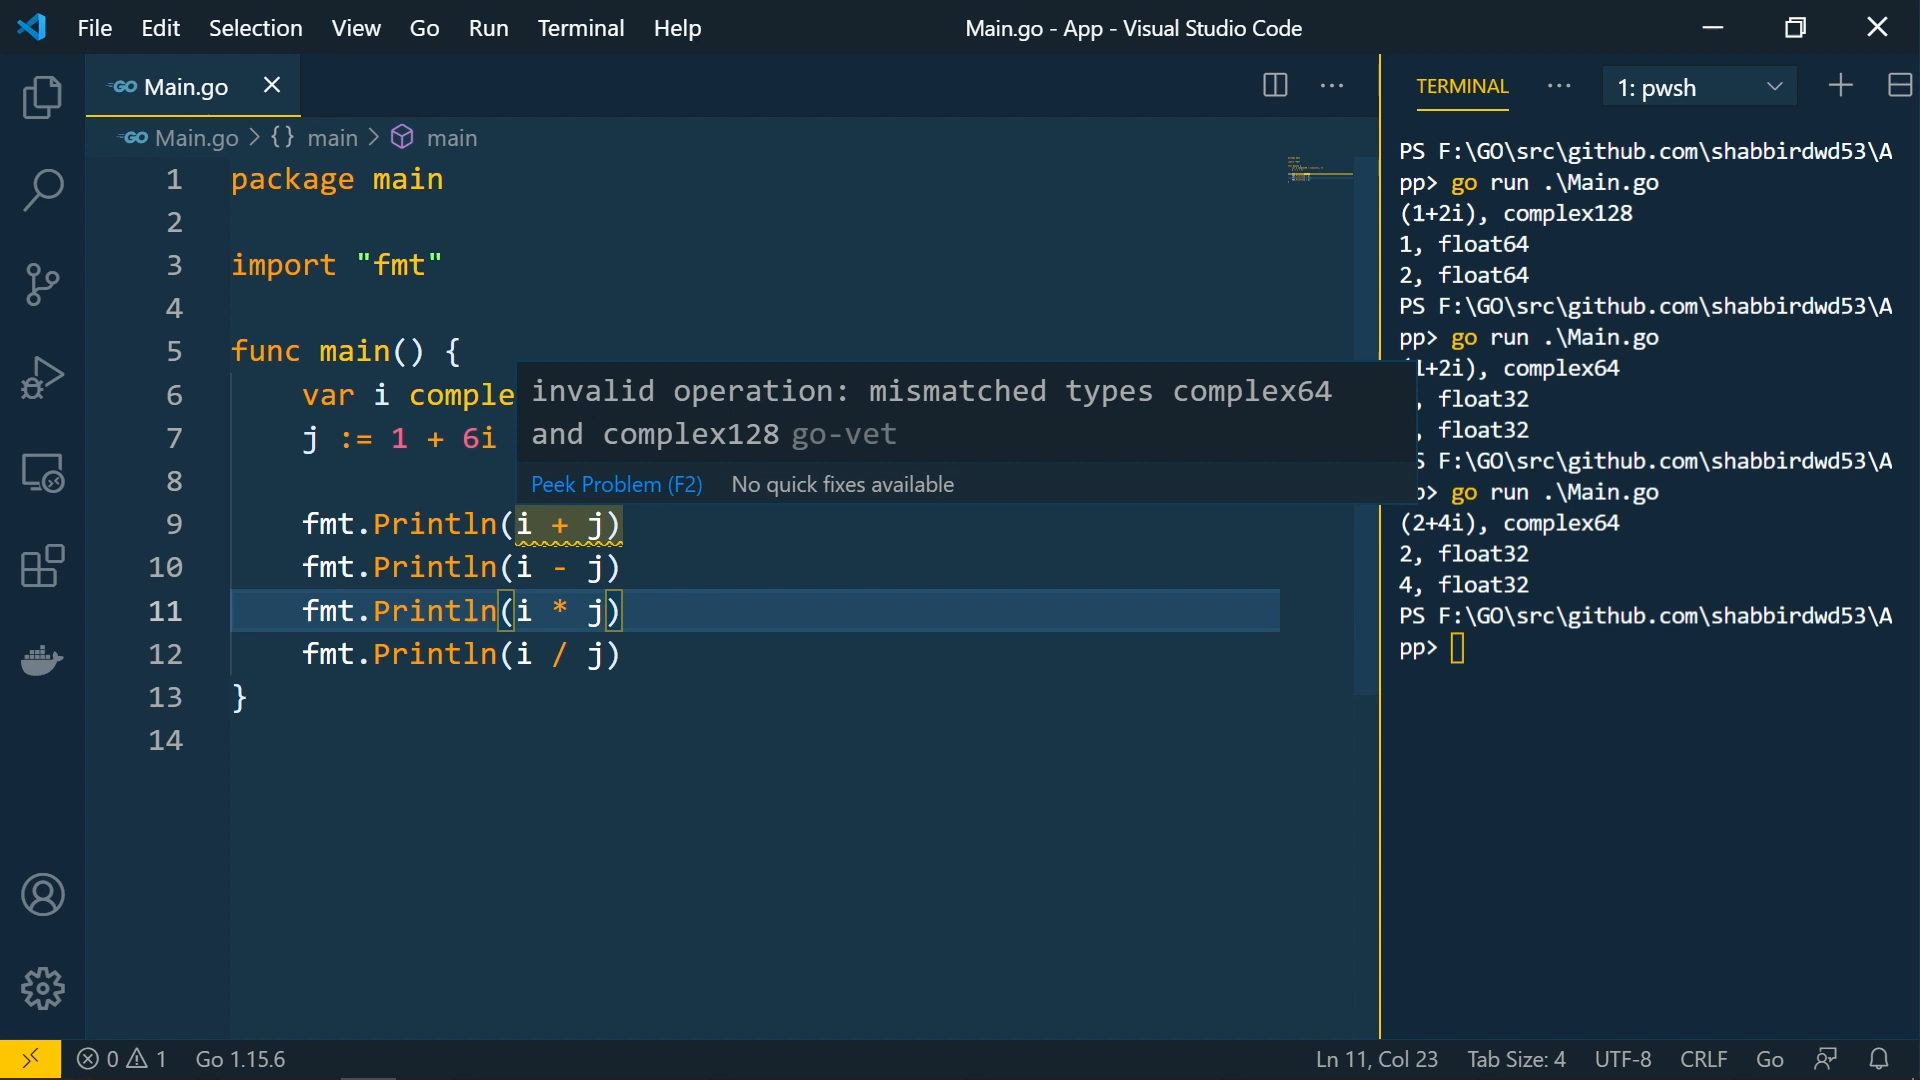 File Edit Selection View Go Run Terminal Help
Main.go - App - Visual Studio Code
GO Main.go
GO Main.go > {} main > main
1 package main
2
3 import "fmt"
4
5 func main() {
6 var i comple
7 j := 1 + 6i
8
9 fmt.Println(i + j)
10 fmt.Println(i - j)
11 fmt.Println(i * j)
12 fmt.Println(i / j)
13 }
14
invalid operation: mismatched types complex64
and complex128 go-vet
Peek Problem (F2) No quick fixes available
TERMINAL ··· 1: pwsh
PS F:\GO\src\github.com\shabbirdwd53\A
pp> go run .\Main.go
(1+2i), complex128
1, float64
2, float64
PS F:\GO\src\github.com\shabbirdwd53\A
pp> go run .\Main.go
1+2i), complex64
, float32
, float32
S F:\GO\src\github.com\shabbirdwd53\A
p> go run .\Main.go
(2+4i), complex64
2, float32
4, float32
PS F:\GO\src\github.com\shabbirdwd53\A
pp>
0 1 Go 1.15.6
Ln 11, Col 23 Tab Size: 4 UTF-8 CRLF Go